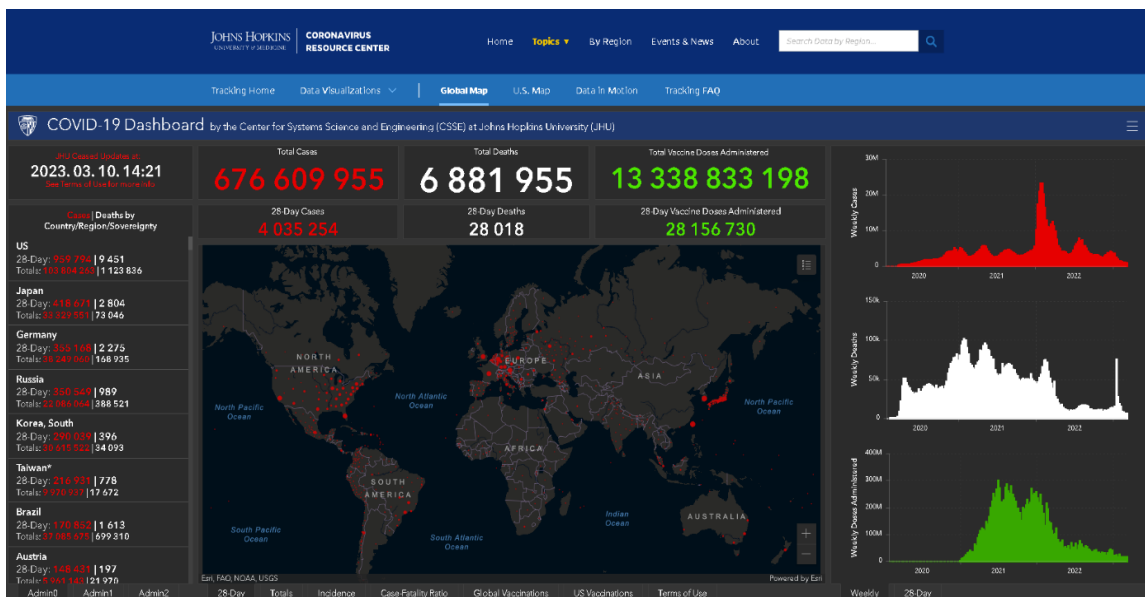 JOHNS HOPKINS
UNIVERSITY & MEDICINE
CORONAVIRUS
RESOURCE CENTER
Home
Topics ▾
By Region
Events & News
About
Search Data by Region...
Tracking Home
Data Visualizations
Global Map
U.S. Map
Data in Motion
Tracking FAQ
COVID-19 Dashboard by the Center for Systems Science and Engineering (CSSE) at Johns Hopkins University (JHU)
JHU Ceased Updates at:
2023. 03. 10. 14:21
See Terms of Use for more info
Cases | Deaths by
Country/Region/Sovereignty
US
28-Day: 959 794 | 9 451
Totals: 103 804 263 | 1 123 836
Japan
28-Day: 418 671 | 2 804
Totals: 33 329 551 | 73 046
Germany
28-Day: 356 168 | 2 275
Totals: 38 249 060 | 168 935
Russia
28-Day: 350 549 | 989
Totals: 22 085 064 | 388 521
Korea, South
28-Day: 290 039 | 396
Totals: 30 615 522 | 34 093
Taiwan*
28-Day: 216 931 | 778
Totals: 9 970 937 | 17 672
Brazil
28-Day: 170 852 | 1 613
Totals: 37 081 675 | 699 310
Austria
28-Day: 148 431 | 197
Totals: 5 961 143 | 21 970
Admin0
Admin1
Admin2
Total Cases
676 609 955
Total Deaths
6 881 955
Total Vaccine Doses Administered
13 338 833 198
28-Day Cases
4 035 254
28-Day Deaths
28 018
28-Day Vaccine Doses Administered
28 156 730
NORTH
AMERICA
EUROPE
ASIA
North Pacific
Ocean
North Atlantic
Ocean
North Pacific
Ocean
AFRICA
SOUTH
AMERICA
Indian
Ocean
AUSTRALIA
South Pacific
Ocean
South Atlantic
Ocean
+
−
Esri, FAO, NOAA, USGS
Powered by Esri
28-Day
Totals
Incidence
Case-Fatality Ratio
Global Vaccinations
US Vaccinations
Terms of Use
Weekly Cases
30M
20M
10M
0
2020
2021
2022
Weekly Deaths
150k
100k
50k
0
2020
2021
2022
Weekly Doses Administered
400M
300M
200M
100M
0
2020
2021
2022
Weekly
28-Day